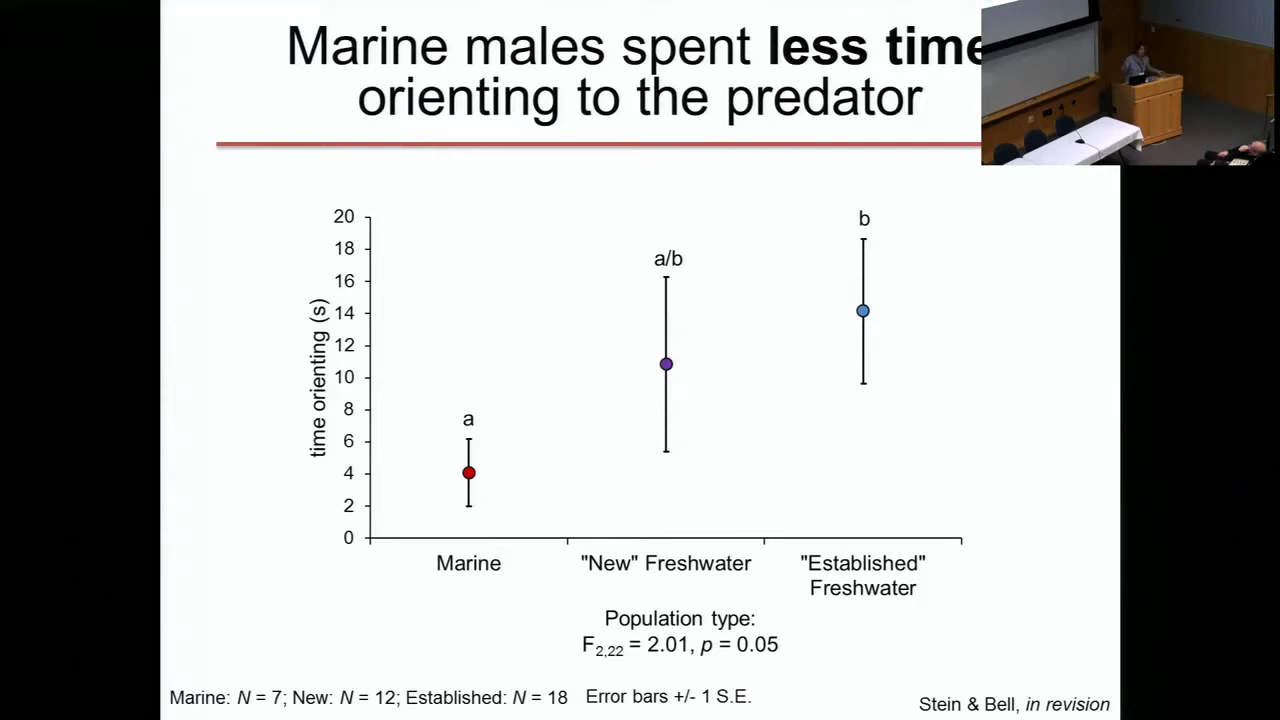 Marine males spent less time
orienting to the predator
20
18
16
14
12
10
8
6
4
2
0
time orienting (s)
a
a/b
b
Marine
"New" Freshwater
"Established"
Freshwater
Population type:
F2,22 = 2.01, p = 0.05
Marine: N = 7; New: N = 12; Established: N = 18
Error bars +/- 1 S.E.
Stein & Bell, in revision